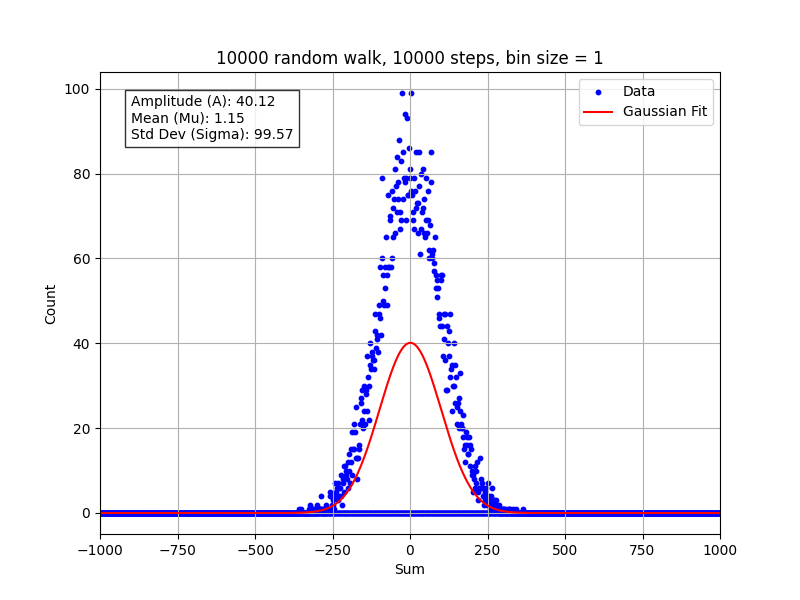 10000 random walk, 10000 steps, bin size = 1
Amplitude (A): 40.12
Mean (Mu): 1.15
Std Dev (Sigma): 99.57
Data
Gaussian Fit
100
80
60
40
20
0
Count
−1000 −750 −500 −250 0 250 500 750 1000
Sum